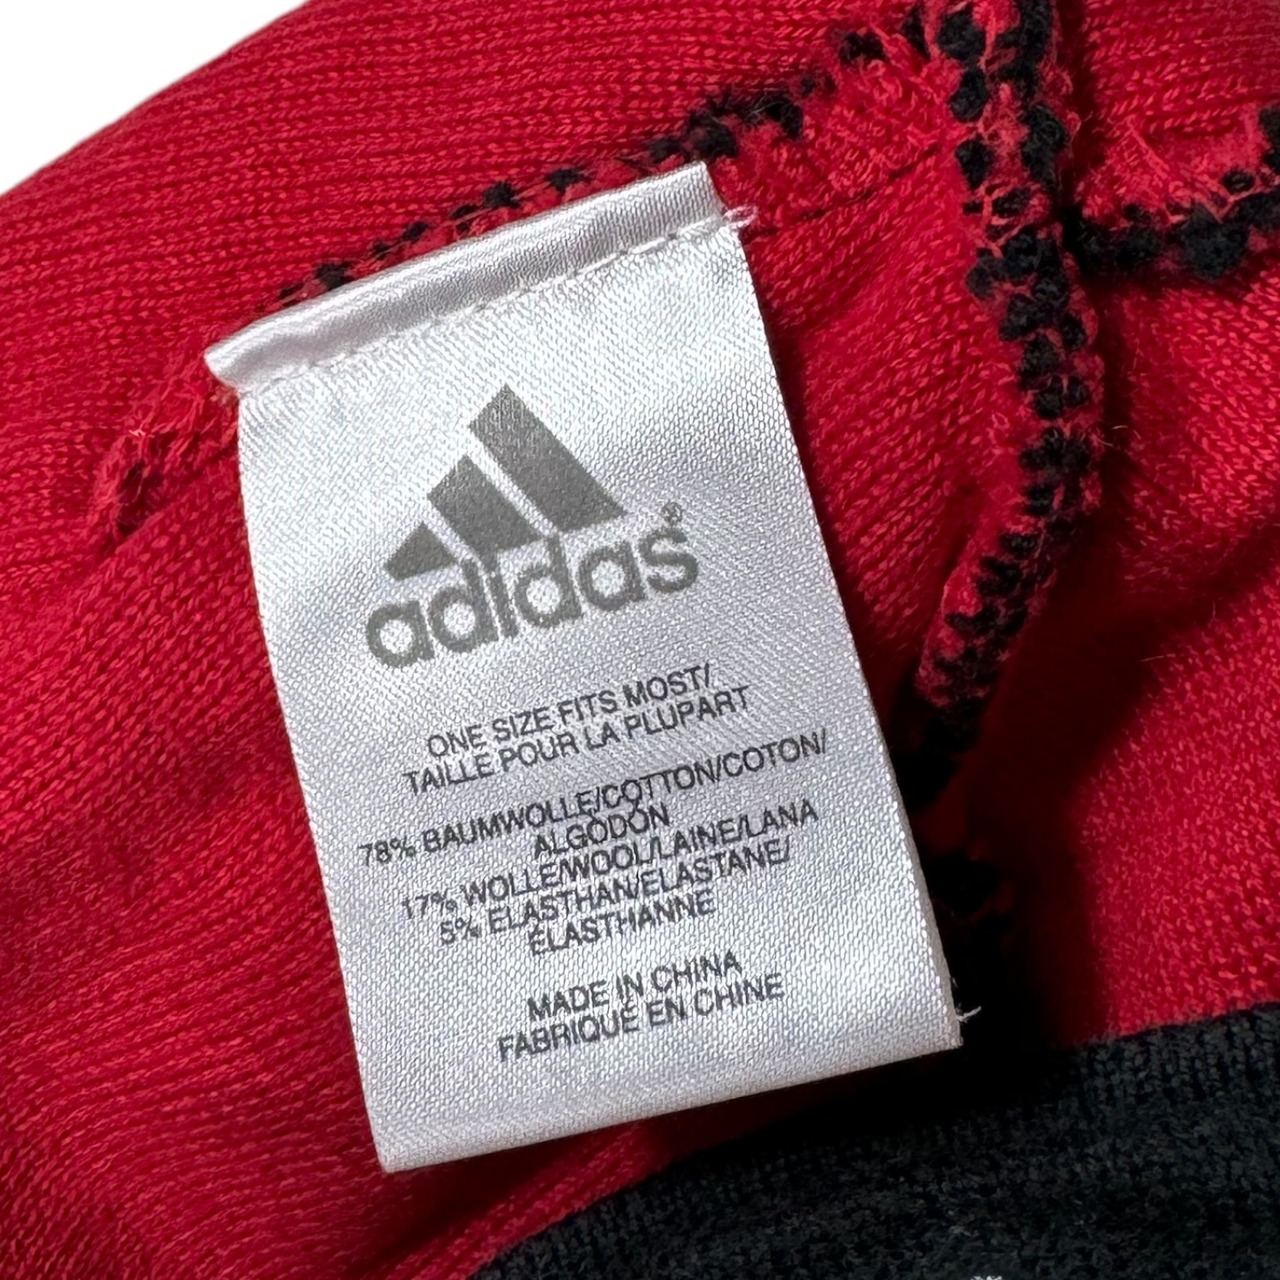 adidas®
ONE SIZE FITS MOST/
TAILLE POUR LA PLUPART
78% BAUMWOLLE/COTTON/COTON/
ALGODÓN
17% WOLLE/WOOL/LAINE/LANA
5% ELASTHAN/ELASTANE/
ÉLASTHANNE
MADE IN CHINA
FABRIQUÉ EN CHINE